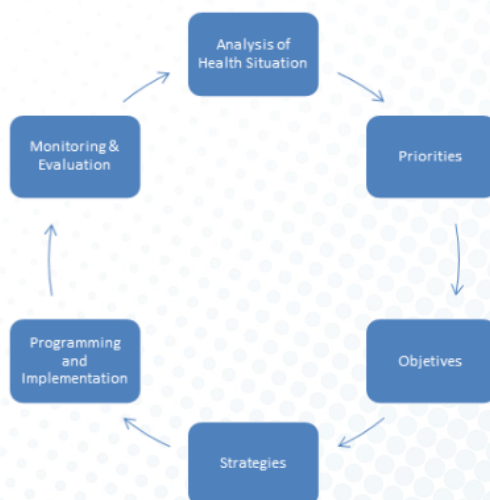 Analysis of
Health Situation
Priorities
Objetives
Strategies
Programming
and
Implementation
Monitoring &
Evaluation